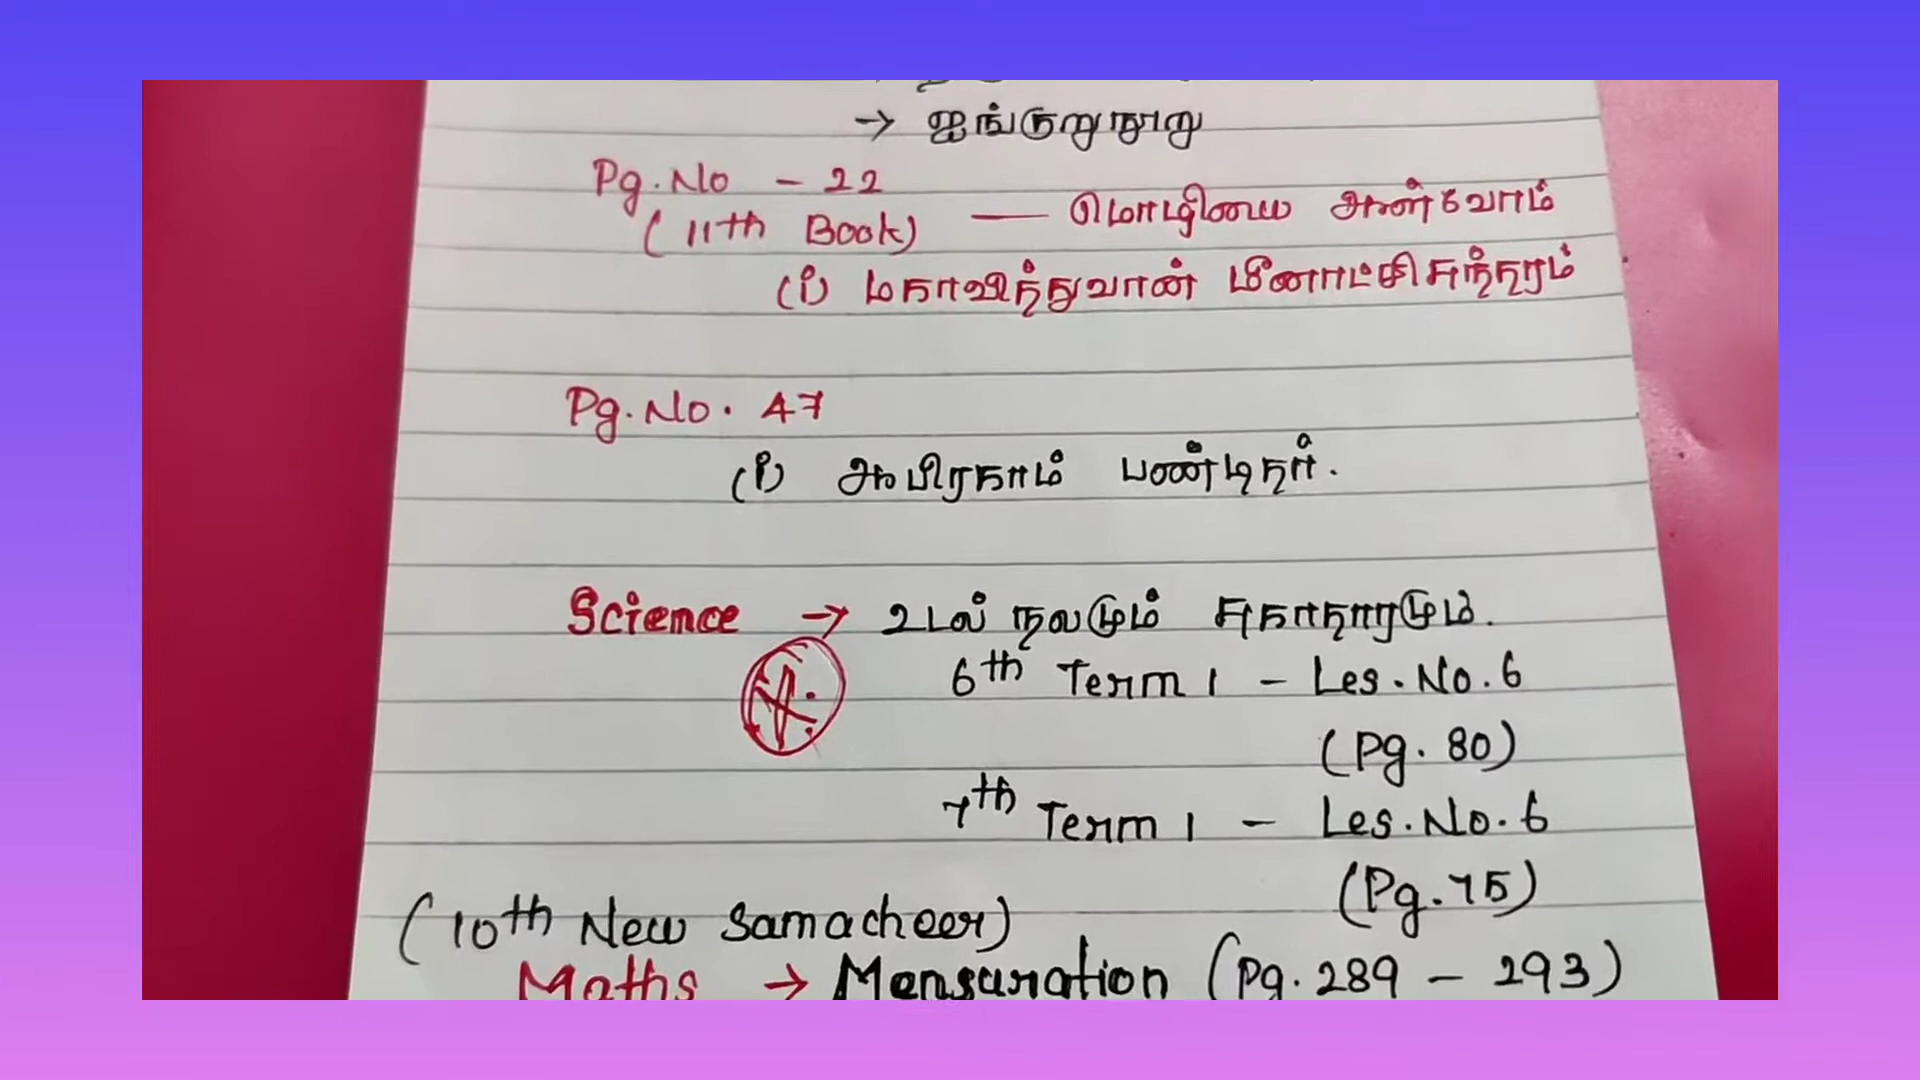 → ஐங்குறுநூறு
Pg.No - 22
(11th Book) — மொழியை ஆள்வோம்
(i) மகாவித்துவான் மீனாட்சிசுந்தரம்
Pg.No. 47
(i) ஆபிரகாம் பண்டிதர்.
Science → உடல் நலமும் சுகாதாரமும்.
6th Term 1 - Les.No.6
(Pg. 80)
7th Term 1 - Les.No.6
(Pg.75)
(10th New Samacheer)
Maths → Mensuration (Pg.289 - 293)